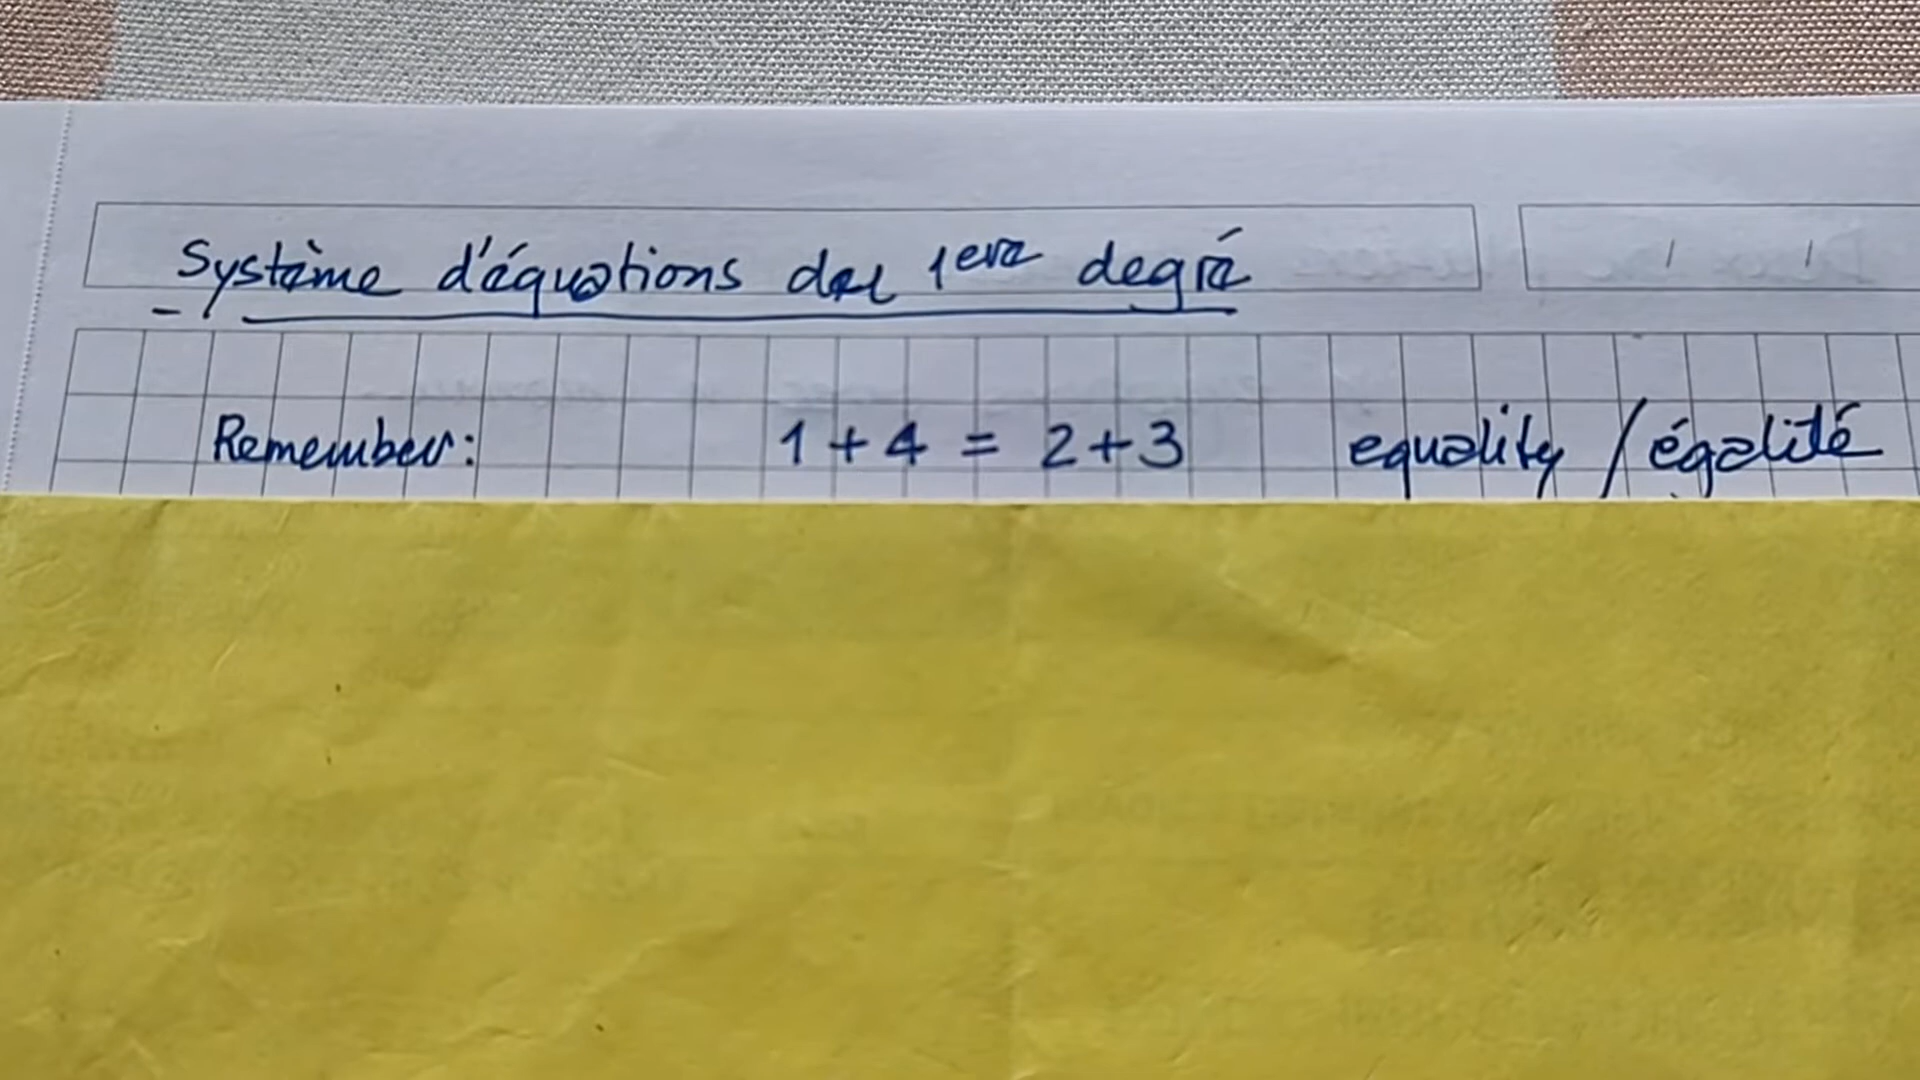 Système d'équations du 1ere degré
Remember: 1 + 4 = 2 + 3 equality / égalité